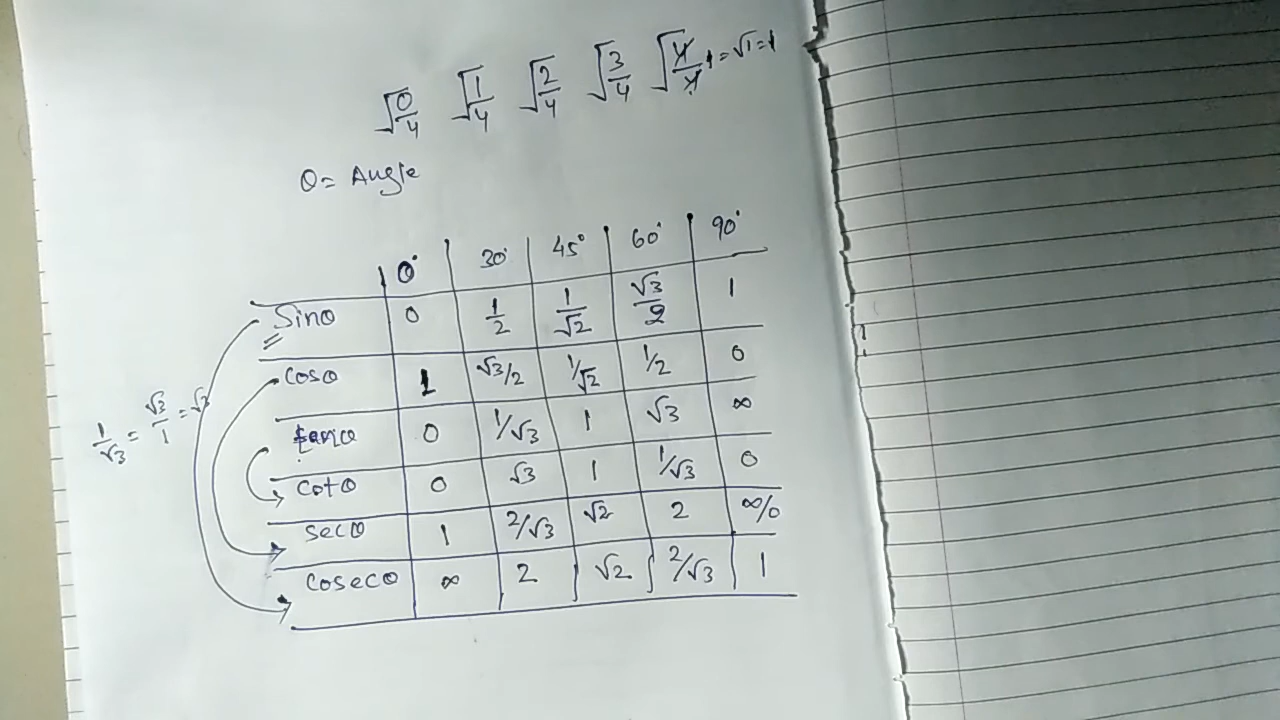 √0/4 √1/4 √2/4 √3/4 √4/4 1 = √1 = 1
θ = Angle
0° 30° 45° 60° 90°
Sinθ 0 1/2 1/√2 √3/2 1
cosθ 1 √3/2 1/√2 1/2 0
1/√3 = √3/1 = √3
tanθ 0 1/√3 1 √3 ∞
cotθ 0 √3 1 1/√3 0
secθ 1 2/√3 √2 2 ∞/0
cosecθ ∞ 2 √2 2/√3 1